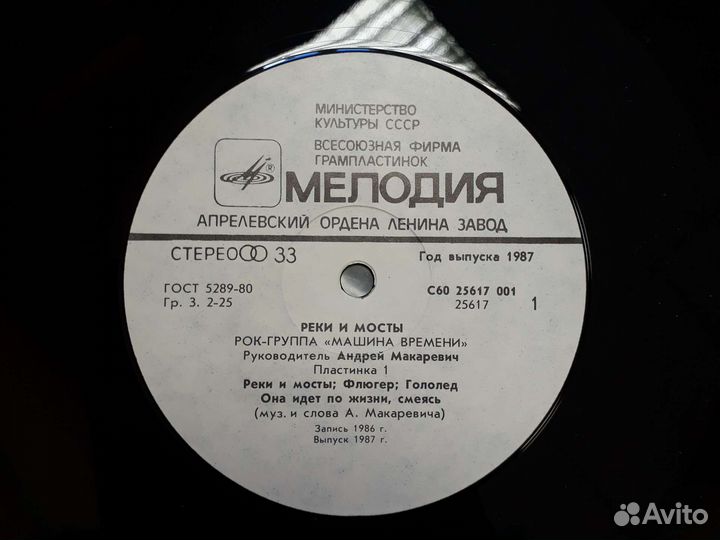 МИНИСТЕРСТВО
КУЛЬТУРЫ СССР
ВСЕСОЮЗНАЯ ФИРМА
ГРАМПЛАСТИНОК
®
МЕЛОДИЯ
АПРЕЛЕВСКИЙ ОРДЕНА ЛЕНИНА ЗАВОД
СТЕРЕО 33
Год выпуска 1987
ГОСТ 5289-80
Гр. 3. 2-25
С60 25617 001
25617 1
РЕКИ И МОСТЫ
РОК-ГРУППА «МАШИНА ВРЕМЕНИ»
Руководитель Андрей Макаревич
Пластинка 1
Реки и мосты; Флюгер; Гололед
Она идет по жизни, смеясь
(муз. и слова А. Макаревича)
Запись 1986 г.
Выпуск 1987 г.
Avito